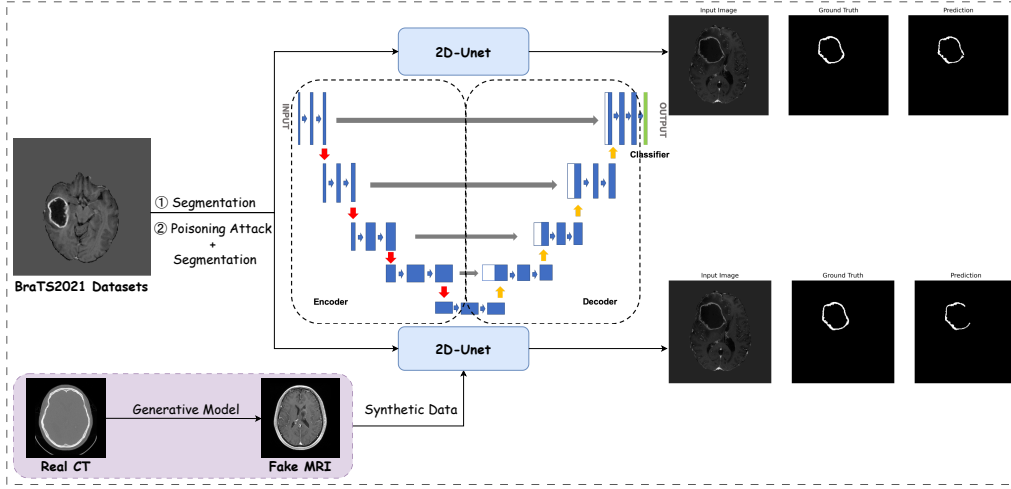 Input Image
Ground Truth
Prediction
2D-Unet
INPUT
OUTPUT
Classifier
① Segmentation
② Poisoning Attack
+
Segmentation
BraTS2021 Datasets
Encoder
Decoder
Input Image
Ground Truth
Prediction
2D-Unet
Generative Model
Synthetic Data
Real CT
Fake MRI